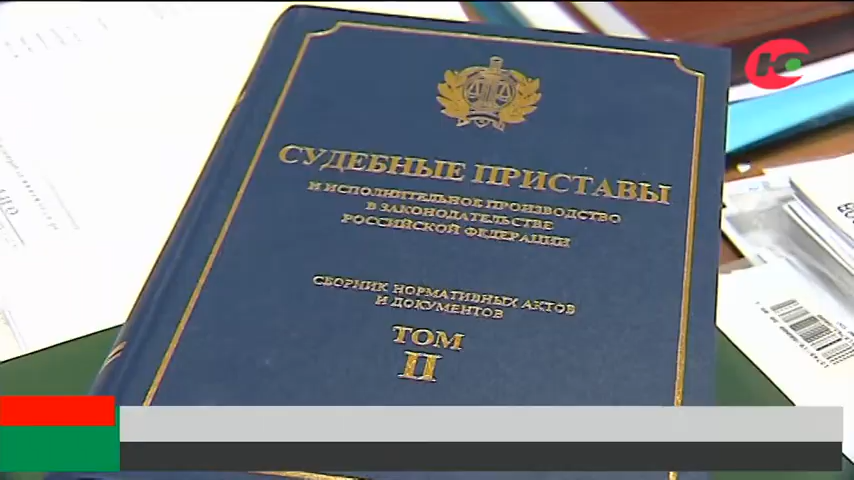 СУДЕБНЫЕ ПРИСТАВЫ
И ИСПОЛНИТЕЛЬНОЕ ПРОИЗВОДСТВО
В ЗАКОНОДАТЕЛЬСТВЕ
РОССИЙСКОЙ ФЕДЕРАЦИИ
СБОРНИК НОРМАТИВНЫХ АКТОВ
И ДОКУМЕНТОВ
ТОМ
II